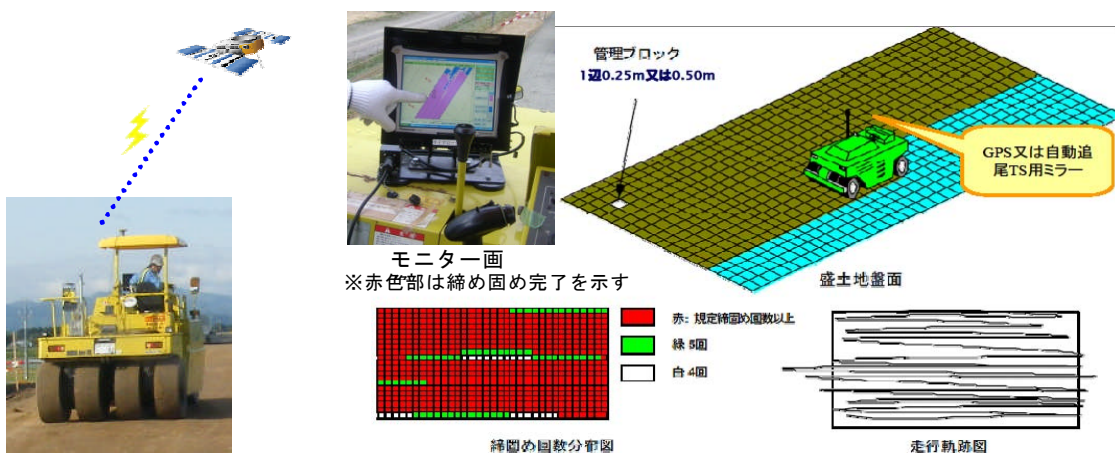 管理ブロック
1辺0.25m又は0.50m
GPS又は自動追
尾TS用ミラー
盛土地盤面
モニター画
※赤色部は締め固め完了を示す
赤：規定締固め回数以上
緑 5回
白 4回
締固め回数分布図
走行軌跡図